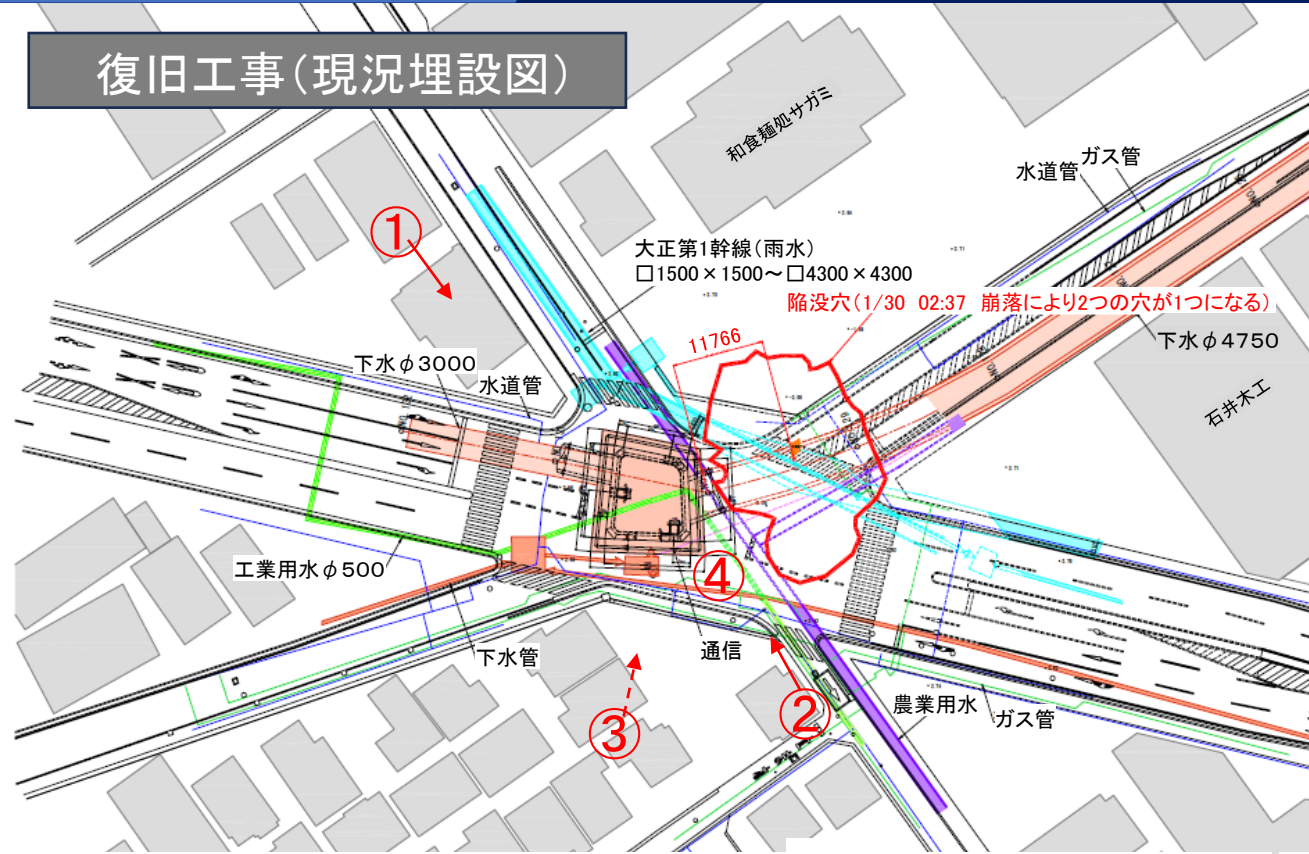 復旧工事(現況埋設図)
和食麺処サガミ
水道管
ガス管
①
大正第1幹線(雨水)
□1500×1500~□4300×4300
陥没穴(1/30 02:37 崩落により2つの穴が1つになる)
11766
下水φ4750
下水φ3000
水道管
石井木工
工業用水φ500
④
下水管
通信
③
②
農業用水
ガス管